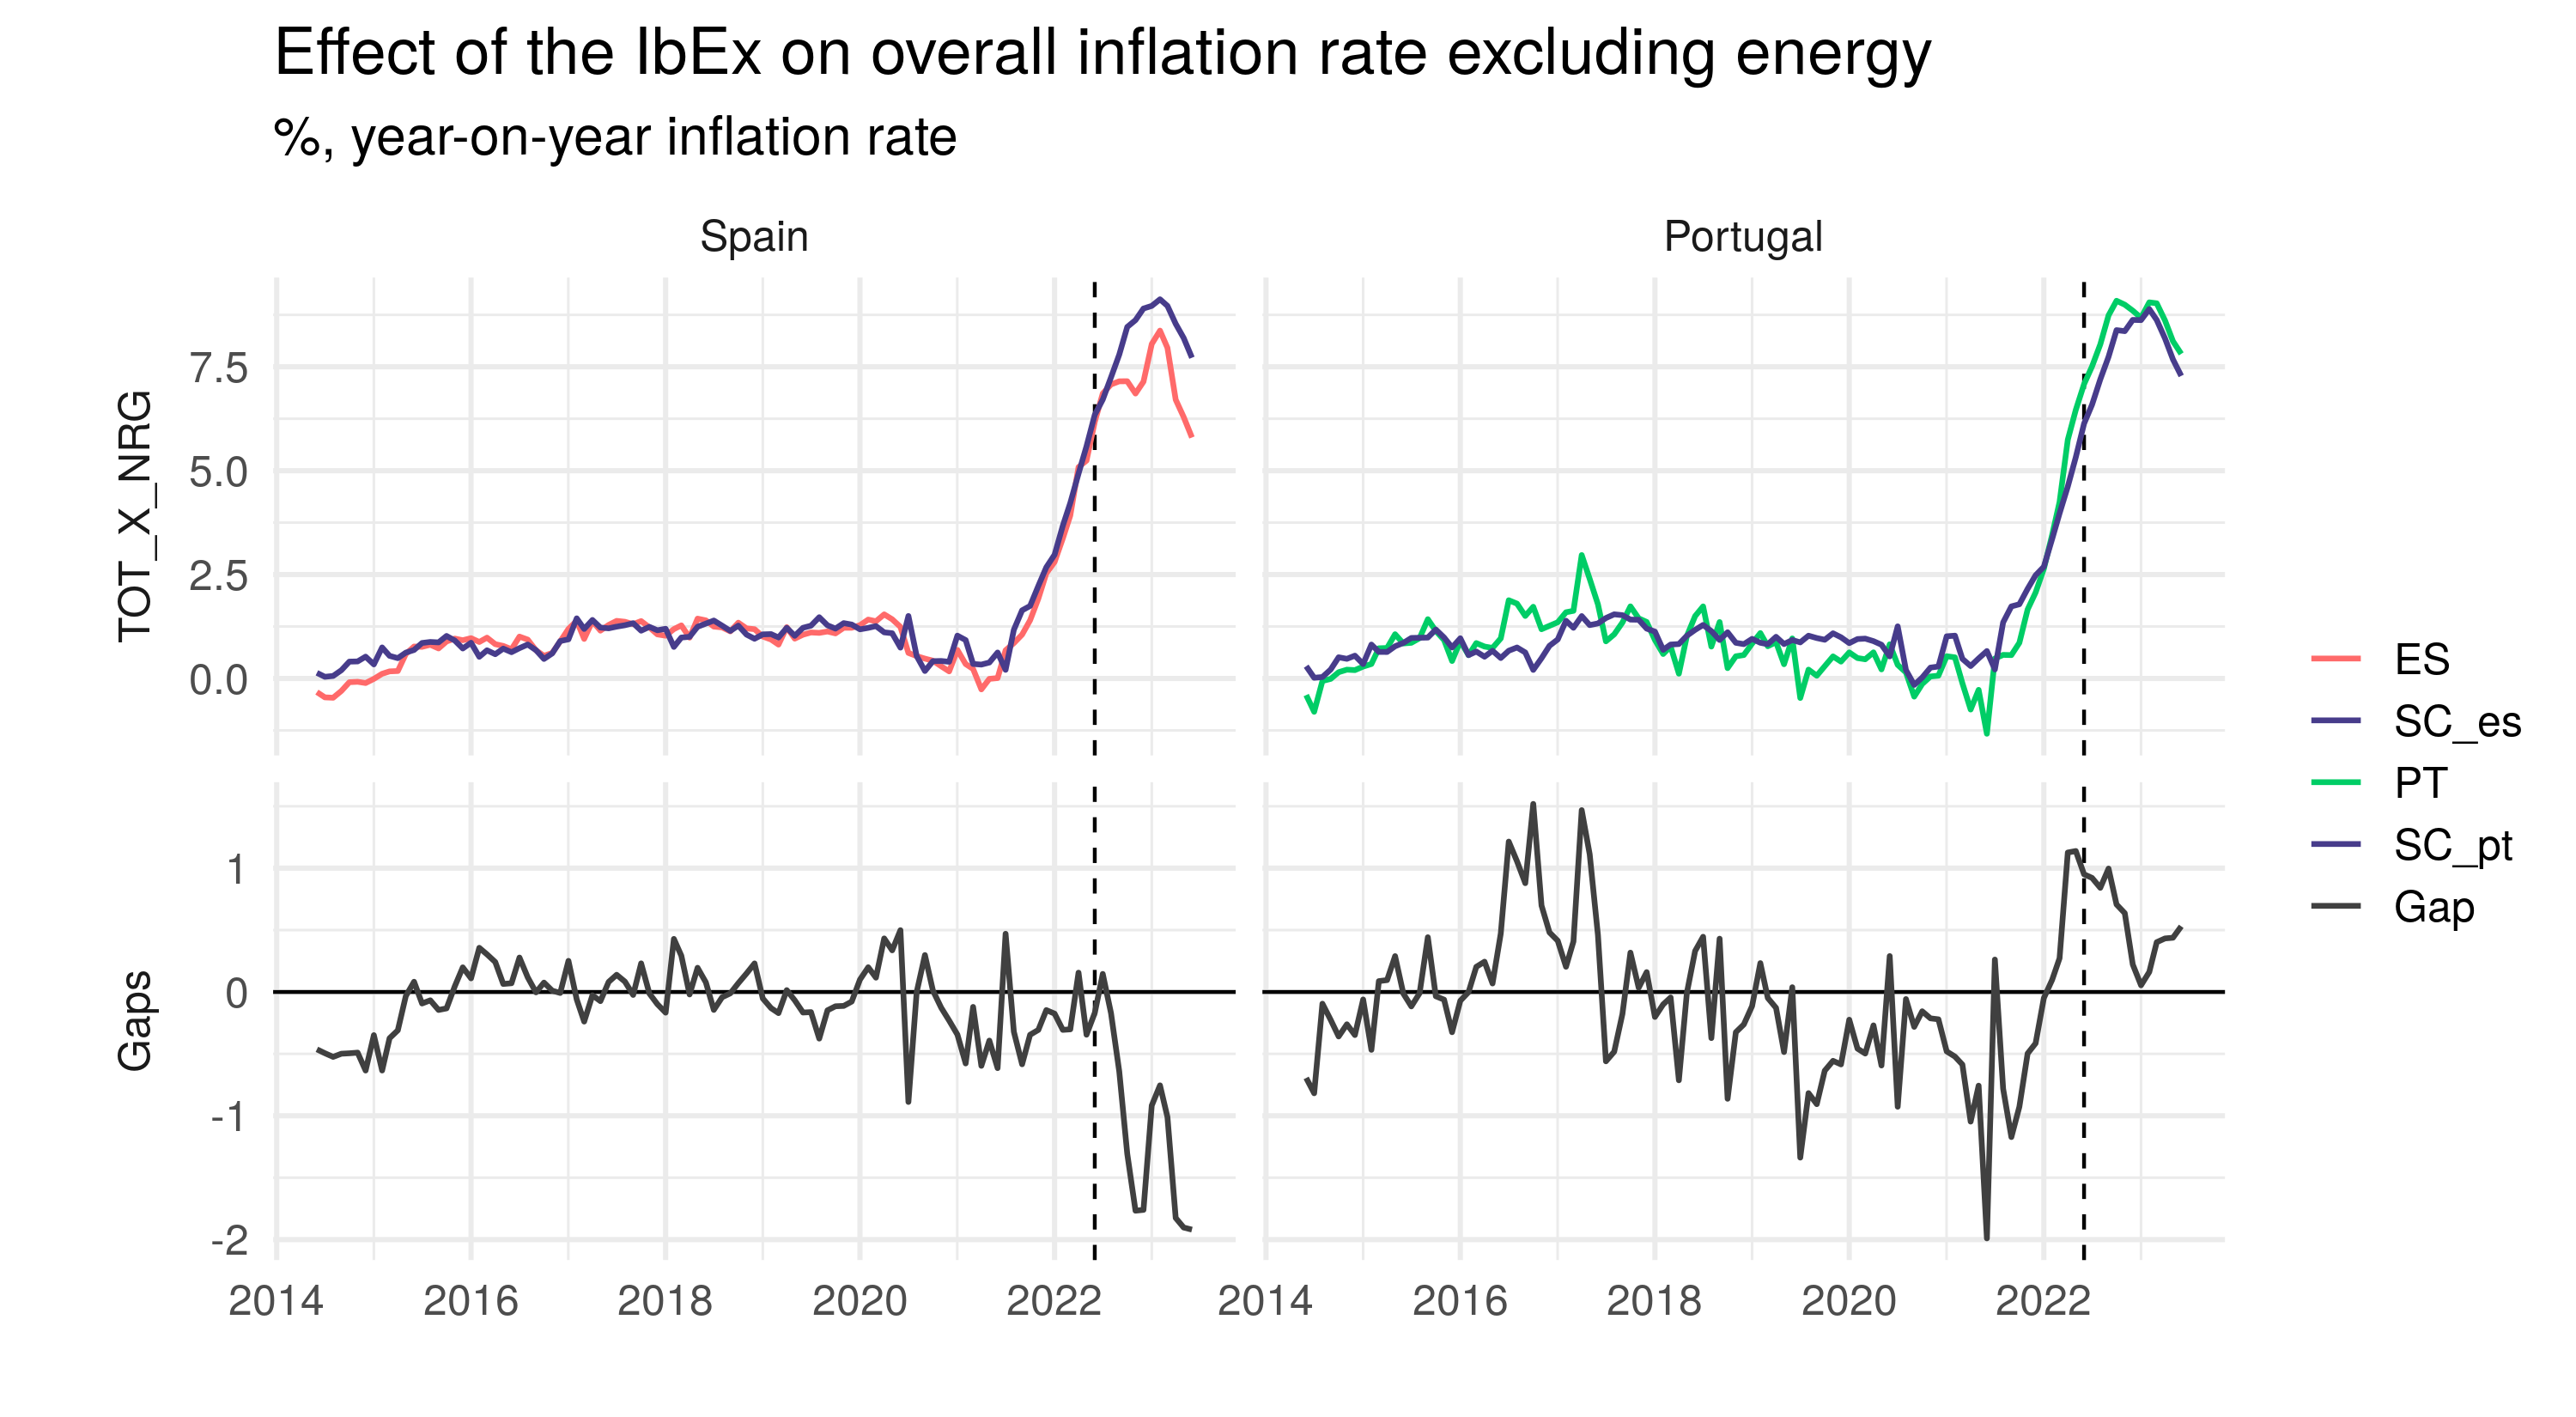 Effect of the IbEx on overall inflation rate excluding energy
%, year-on-year inflation rate
Spain
Portugal
TOT_X_NRG
7.5
5.0
2.5
0.0
Gaps
1
0
-1
-2
2014
2016
2018
2020
2022
2014
2016
2018
2020
2022
ES
SC_es
PT
SC_pt
Gap